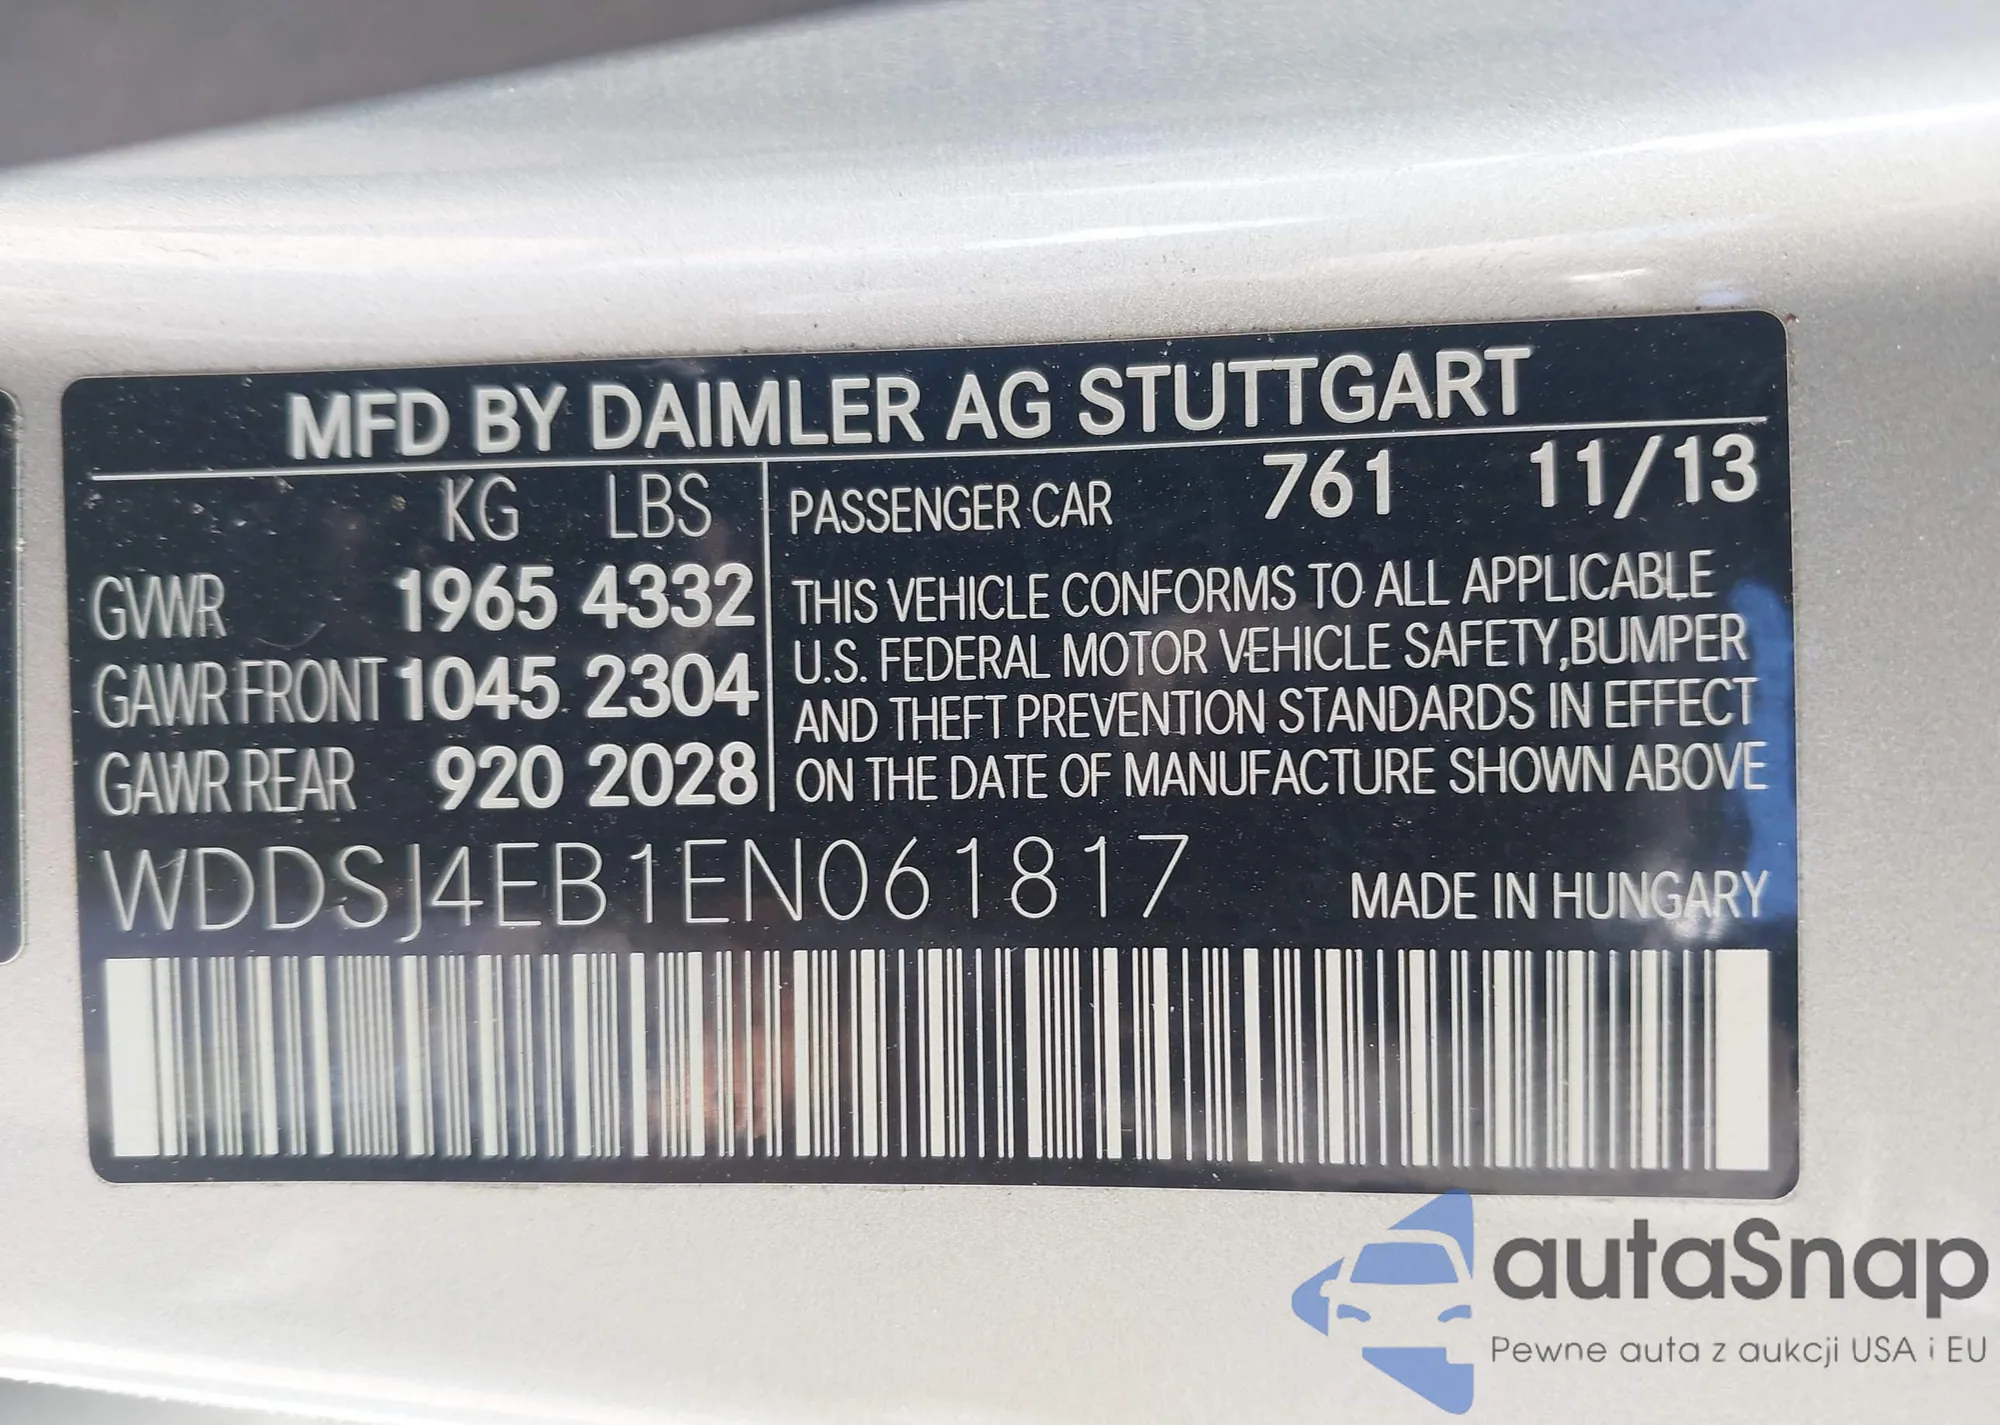 MFD BY DAIMLER AG STUTTGART
KG LBS
GVWR 1965 4332
GAWR FRONT 1045 2304
GAWR REAR 920 2028
PASSENGER CAR 761 11/13
THIS VEHICLE CONFORMS TO ALL APPLICABLE
U.S. FEDERAL MOTOR VEHICLE SAFETY,BUMPER
AND THEFT PREVENTION STANDARDS IN EFFECT
ON THE DATE OF MANUFACTURE SHOWN ABOVE
WDDSJ4EB1EN061817
MADE IN HUNGARY
autaSnap
Pewne auta z aukcji USA i EU